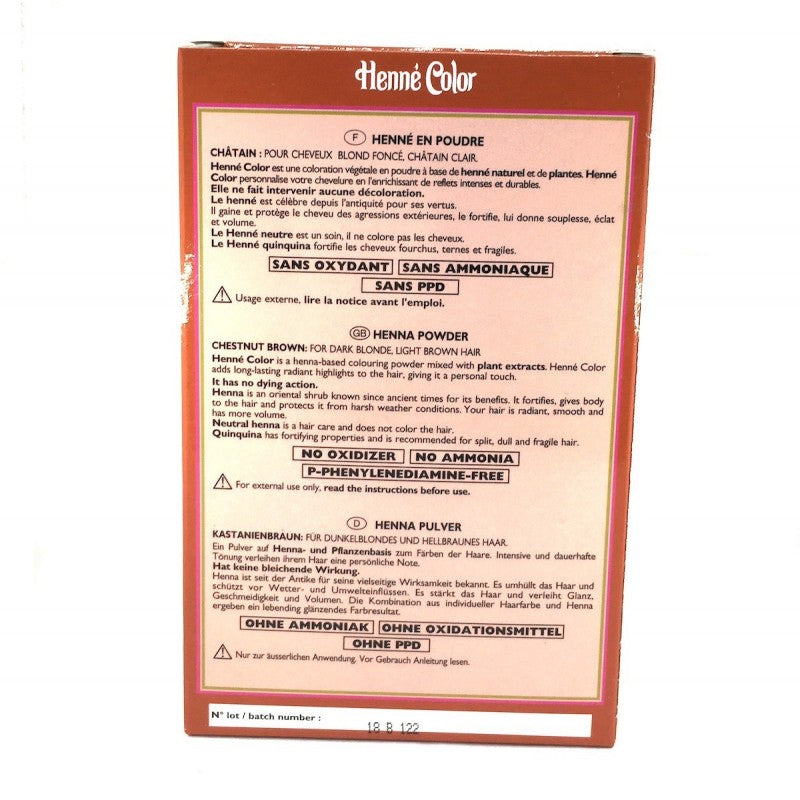 Henné Color
F HENNÉ EN POUDRE
CHÂTAIN : POUR CHEVEUX BLOND FONCÉ, CHÂTAIN CLAIR.
Henné Color est une coloration végétale en poudre à base de henné naturel et de plantes. Henné
Color personnalise votre chevelure en l'enrichissant de reflets intenses et durables.
Elle ne fait intervenir aucune décoloration.
Le henné est célèbre depuis l'antiquité pour ses vertus.
Il gaine et protège le cheveu des agressions extérieures, le fortifie, lui donne souplesse, éclat
et volume.
Le Henné neutre est un soin, il ne colore pas les cheveux.
Le Henné quinquina fortifie les cheveux fourchus, ternes et fragiles.
SANS OXYDANT SANS AMMONIAQUE
SANS PPD
Usage externe, lire la notice avant l'emploi.
GB HENNA POWDER
CHESTNUT BROWN: FOR DARK BLONDE, LIGHT BROWN HAIR
Henné Color is a henna-based colouring powder mixed with plant extracts. Henné Color
adds long-lasting radiant highlights to the hair, giving it a personal touch.
It has no dying action.
Henna is an oriental shrub known since ancient times for its benefits. It fortifies, gives body
to the hair and protects it from harsh weather conditions. Your hair is radiant, smooth and
has more volume.
Neutral henna is a hair care and does not color the hair.
Quinquina has fortifying properties and is recommended for split, dull and fragile hair.
NO OXIDIZER NO AMMONIA
P-PHENYLENEDIAMINE-FREE
For external use only, read the instructions before use.
D HENNA PULVER
KASTANIENBRAUN: FÜR DUNKELBLONDES UND HELLBRAUNES HAAR.
Ein Pulver auf Henna- und Pflanzenbasis zum Färben der Haare. Intensive und dauerhafte
Tönung verleihen ihrem Haar eine persönliche Note.
Hat keine bleichende Wirkung.
Henna ist seit der Antike für seine vielseitige Wirksamkeit bekannt. Es umhüllt das Haar und
schützt vor Wetter- und Umwelteinflüssen. Es stärkt das Haar und verleiht Glanz,
Geschmeidigkeit und Volumen. Die Kombination aus individueller Haarfarbe und Henna
ergeben ein lebending glänzendes Farbresultat.
OHNE AMMONIAK OHNE OXIDATIONSMITTEL
OHNE PPD
Nur zur äusserlichen Anwendung. Vor Gebrauch Anleitung lesen.
N° lot / batch number : 18 B 122